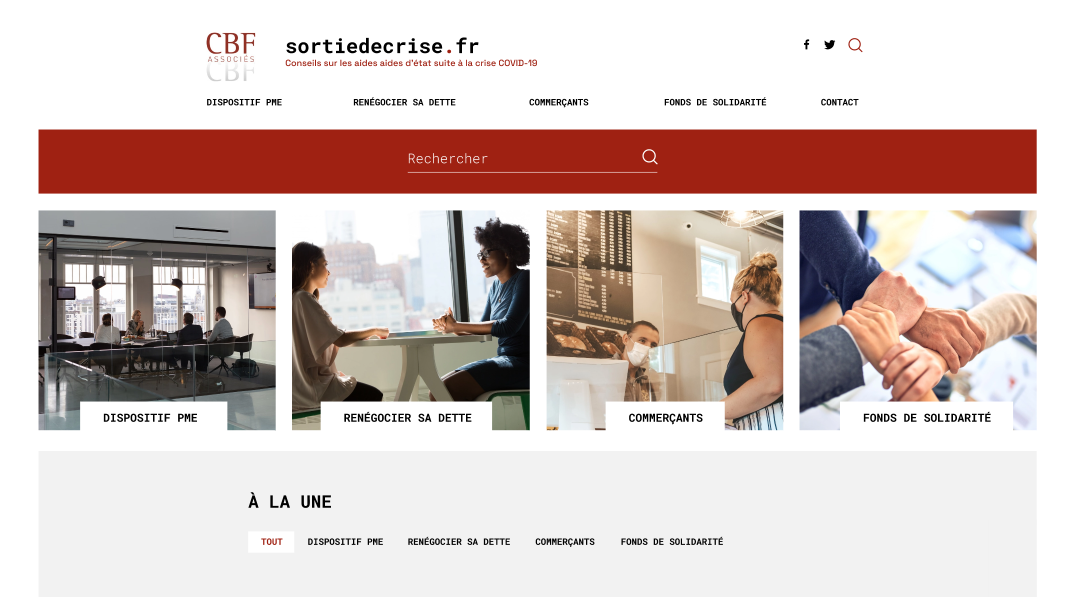 CBF
ASSOCIÉS
sortiedecrise.fr
Conseils sur les aides aides d'état suite à la crise COVID-19
DISPOSITIF PME
RENÉGOCIER SA DETTE
COMMERÇANTS
FONDS DE SOLIDARITÉ
CONTACT
Rechercher
DISPOSITIF PME
RENÉGOCIER SA DETTE
COMMERÇANTS
FONDS DE SOLIDARITÉ
À LA UNE
TOUT
DISPOSITIF PME
RENÉGOCIER SA DETTE
COMMERÇANTS
FONDS DE SOLIDARITÉ